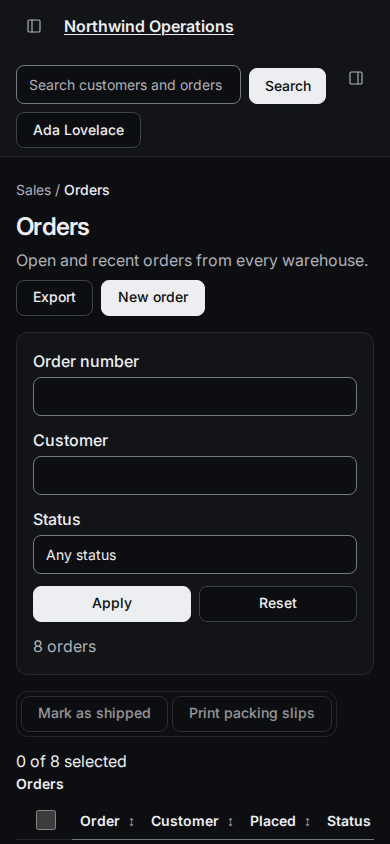 Northwind Operations
Search customers and orders
Search
Ada Lovelace
Sales / Orders
Orders
Open and recent orders from every warehouse.
Export
New order
Order number
Customer
Status
Any status
Apply
Reset
8 orders
Mark as shipped
Print packing slips
0 of 8 selected
Orders
Order ↕ Customer ↕ Placed ↕ Status